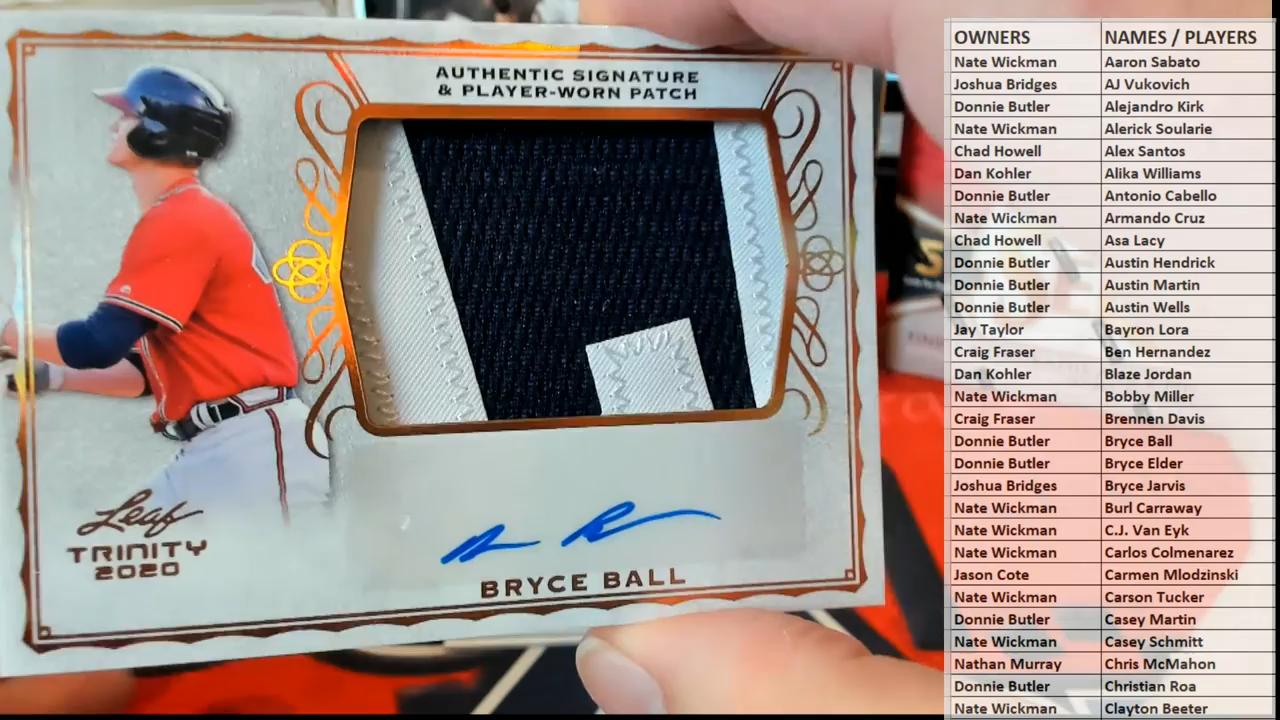 AUTHENTIC SIGNATURE
& PLAYER-WORN PATCH
Leaf
TRINITY
2020
BRYCE BALL
OWNERS NAMES / PLAYERS
Nate Wickman Aaron Sabato
Joshua Bridges AJ Vukovich
Donnie Butler Alejandro Kirk
Nate Wickman Alerick Soularie
Chad Howell Alex Santos
Dan Kohler Alika Williams
Donnie Butler Antonio Cabello
Nate Wickman Armando Cruz
Chad Howell Asa Lacy
Donnie Butler Austin Hendrick
Donnie Butler Austin Martin
Donnie Butler Austin Wells
Jay Taylor Bayron Lora
Craig Fraser Ben Hernandez
Dan Kohler Blaze Jordan
Nate Wickman Bobby Miller
Craig Fraser Brennen Davis
Donnie Butler Bryce Ball
Donnie Butler Bryce Elder
Joshua Bridges Bryce Jarvis
Nate Wickman Burl Carraway
Nate Wickman C.J. Van Eyk
Nate Wickman Carlos Colmenarez
Jason Cote Carmen Mlodzinski
Nate Wickman Carson Tucker
Donnie Butler Casey Martin
Nate Wickman Casey Schmitt
Nathan Murray Chris McMahon
Donnie Butler Christian Roa
Nate Wickman Clayton Beeter